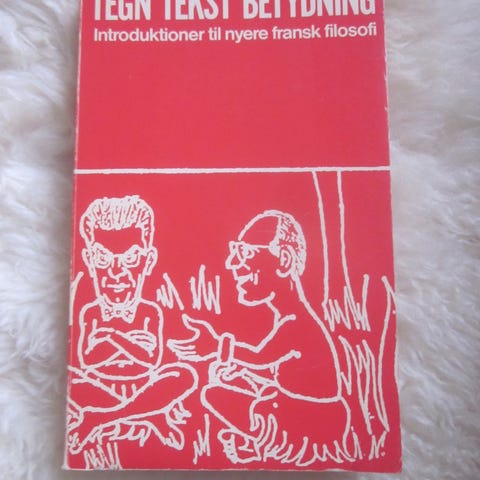 TEGN TEKST BETYDNING
Introduktioner til nyere fransk filosofi